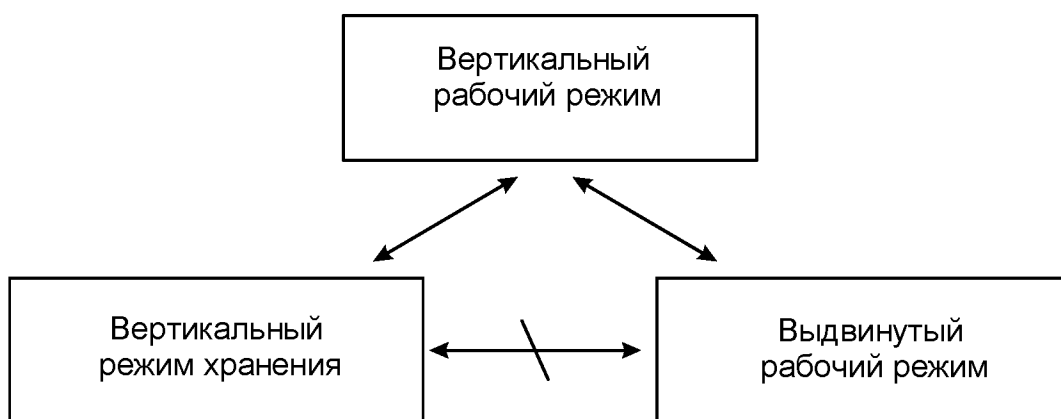 Вертикальный
рабочий режим
Вертикальный
режим хранения
Выдвинутый
рабочий режим